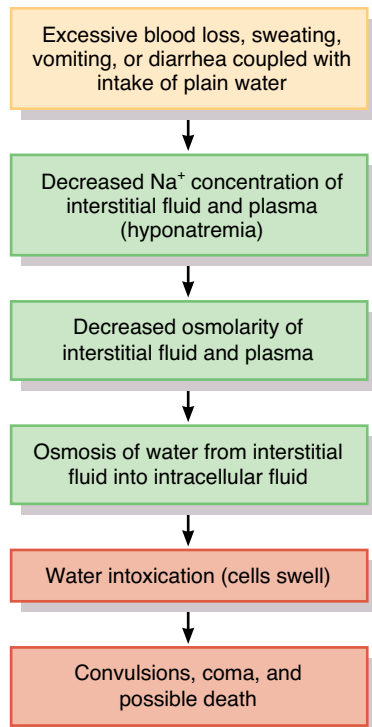 Excessive blood loss, sweating,
vomiting, or diarrhea coupled with
intake of plain water
Decreased Na⁺ concentration of
interstitial fluid and plasma
(hyponatremia)
Decreased osmolarity of
interstitial fluid and plasma
Osmosis of water from interstitial
fluid into intracellular fluid
Water intoxication (cells swell)
Convulsions, coma, and
possible death